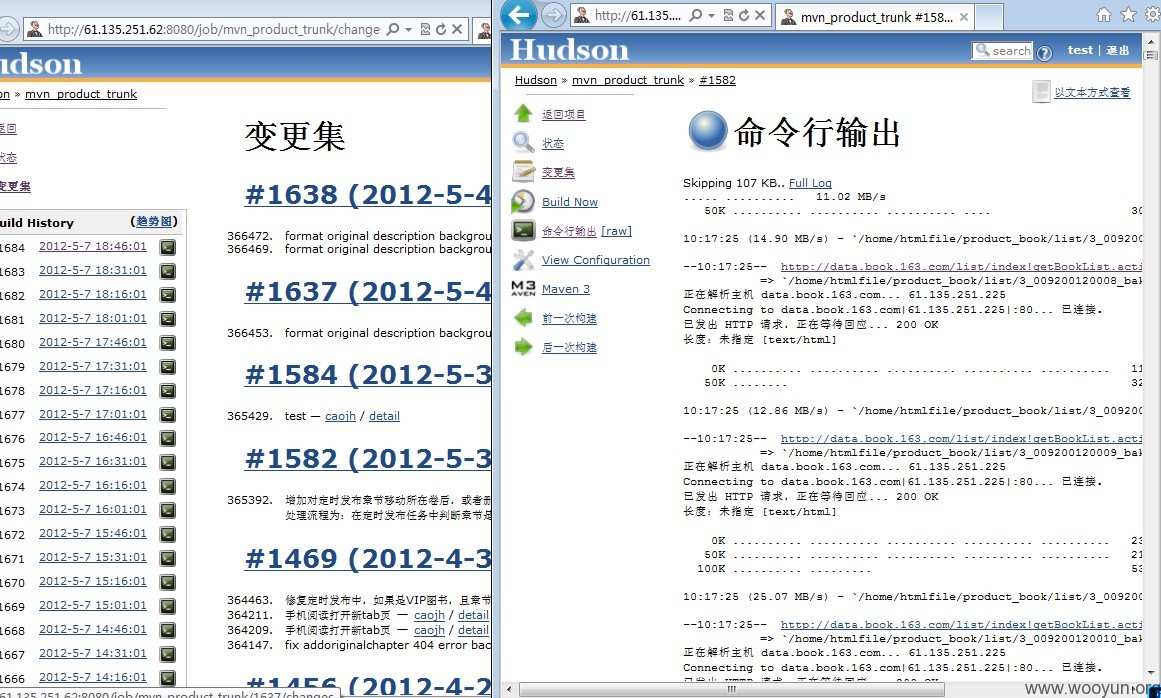 http://61.135.251.62:8080/job/mvn_product_trunk/change
mvn_product_trunk
变更集
变更集
Build History
(趋势图)
1684 2012-5-7 18:46:01
1683 2012-5-7 18:31:01
1682 2012-5-7 18:16:01
1681 2012-5-7 18:01:01
1680 2012-5-7 17:46:01
1679 2012-5-7 17:31:01
1678 2012-5-7 17:16:01
1677 2012-5-7 17:01:01
1676 2012-5-7 16:46:01
1675 2012-5-7 16:31:01
1674 2012-5-7 16:16:01
1673 2012-5-7 16:01:01
1672 2012-5-7 15:46:01
1671 2012-5-7 15:31:01
1670 2012-5-7 15:16:01
1669 2012-5-7 15:01:01
1668 2012-5-7 14:46:01
1667 2012-5-7 14:31:01
1666 2012-5-7 14:16:01
61.135.251.62:8080/job/mvn_product_trunk/1637/changes
#1638 (2012-5-4
366472. format original description backgrou
366469. format original description backgrou
#1637 (2012-5-4
366453. format original description backgrou
#1584 (2012-5-3
365429. test — caojh / detail
#1582 (2012-5-3
365392. 增加对定时发布章节移动所在卷后，或者册
处理流程为：在定时发布任务中判断章节是
#1469 (2012-4-3
364463. 修复定时发布中，如果是VIP图书，且章节
364211. 手机阅读打开新tab页 — caojh / detail
364209. 手机阅读打开新tab页 — caojh / detail
364147. fix addoriginalchapter 404 error bac
#1456 (2012-4-2
http://61.135....
mvn_product_trunk #158...
Hudson
search
test | 退出
Hudson » mvn_product_trunk » #1582
以文本方式查看
返回项目
状态
变更集
Build Now
命令行输出 [raw]
View Configuration
Maven 3
前一次构建
后一次构建
命令行输出
Skipping 107 KB.. Full Log
..... .......... 11.02 MB/s
50K .......... .......... .......... .... 30
10:17:25 (14.90 MB/s) - `/home/htmlfile/product_book/list/3_009200
--10:17:25-- http://data.book.163.com/list/index!getBookList.acti
=> `/home/htmlfile/product_book/list/3_009200120008_bak
正在解析主机 data.book.163.com... 61.135.251.225
Connecting to data.book.163.com|61.135.251.225|:80... 已连接。
已发出 HTTP 请求，正在等待回应... 200 OK
长度：未指定 [text/html]
0K .......... .......... .......... .......... .......... 11
50K ........ 32
10:17:25 (12.86 MB/s) - `/home/htmlfile/product_book/list/3_009200
--10:17:25-- http://data.book.163.com/list/index!getBookList.acti
=> `/home/htmlfile/product_book/list/3_009200120009_bak
正在解析主机 data.book.163.com... 61.135.251.225
Connecting to data.book.163.com|61.135.251.225|:80... 已连接。
已发出 HTTP 请求，正在等待回应... 200 OK
长度：未指定 [text/html]
0K .......... .......... .......... .......... .......... 23
50K .......... .......... .......... .......... .......... 21
100K .......... .......... .......... 53
10:17:25 (25.07 MB/s) - `/home/htmlfile/product_book/list/3_009200
--10:17:25-- http://data.book.163.com/list/index!getBookList.acti
=> `/home/htmlfile/product_book/list/3_009200120010_bak
正在解析主机 data.book.163.com... 61.135.251.225
Connecting to data.book.163.com|61.135.251.225|:80... 已连接。
www.wooyun.org